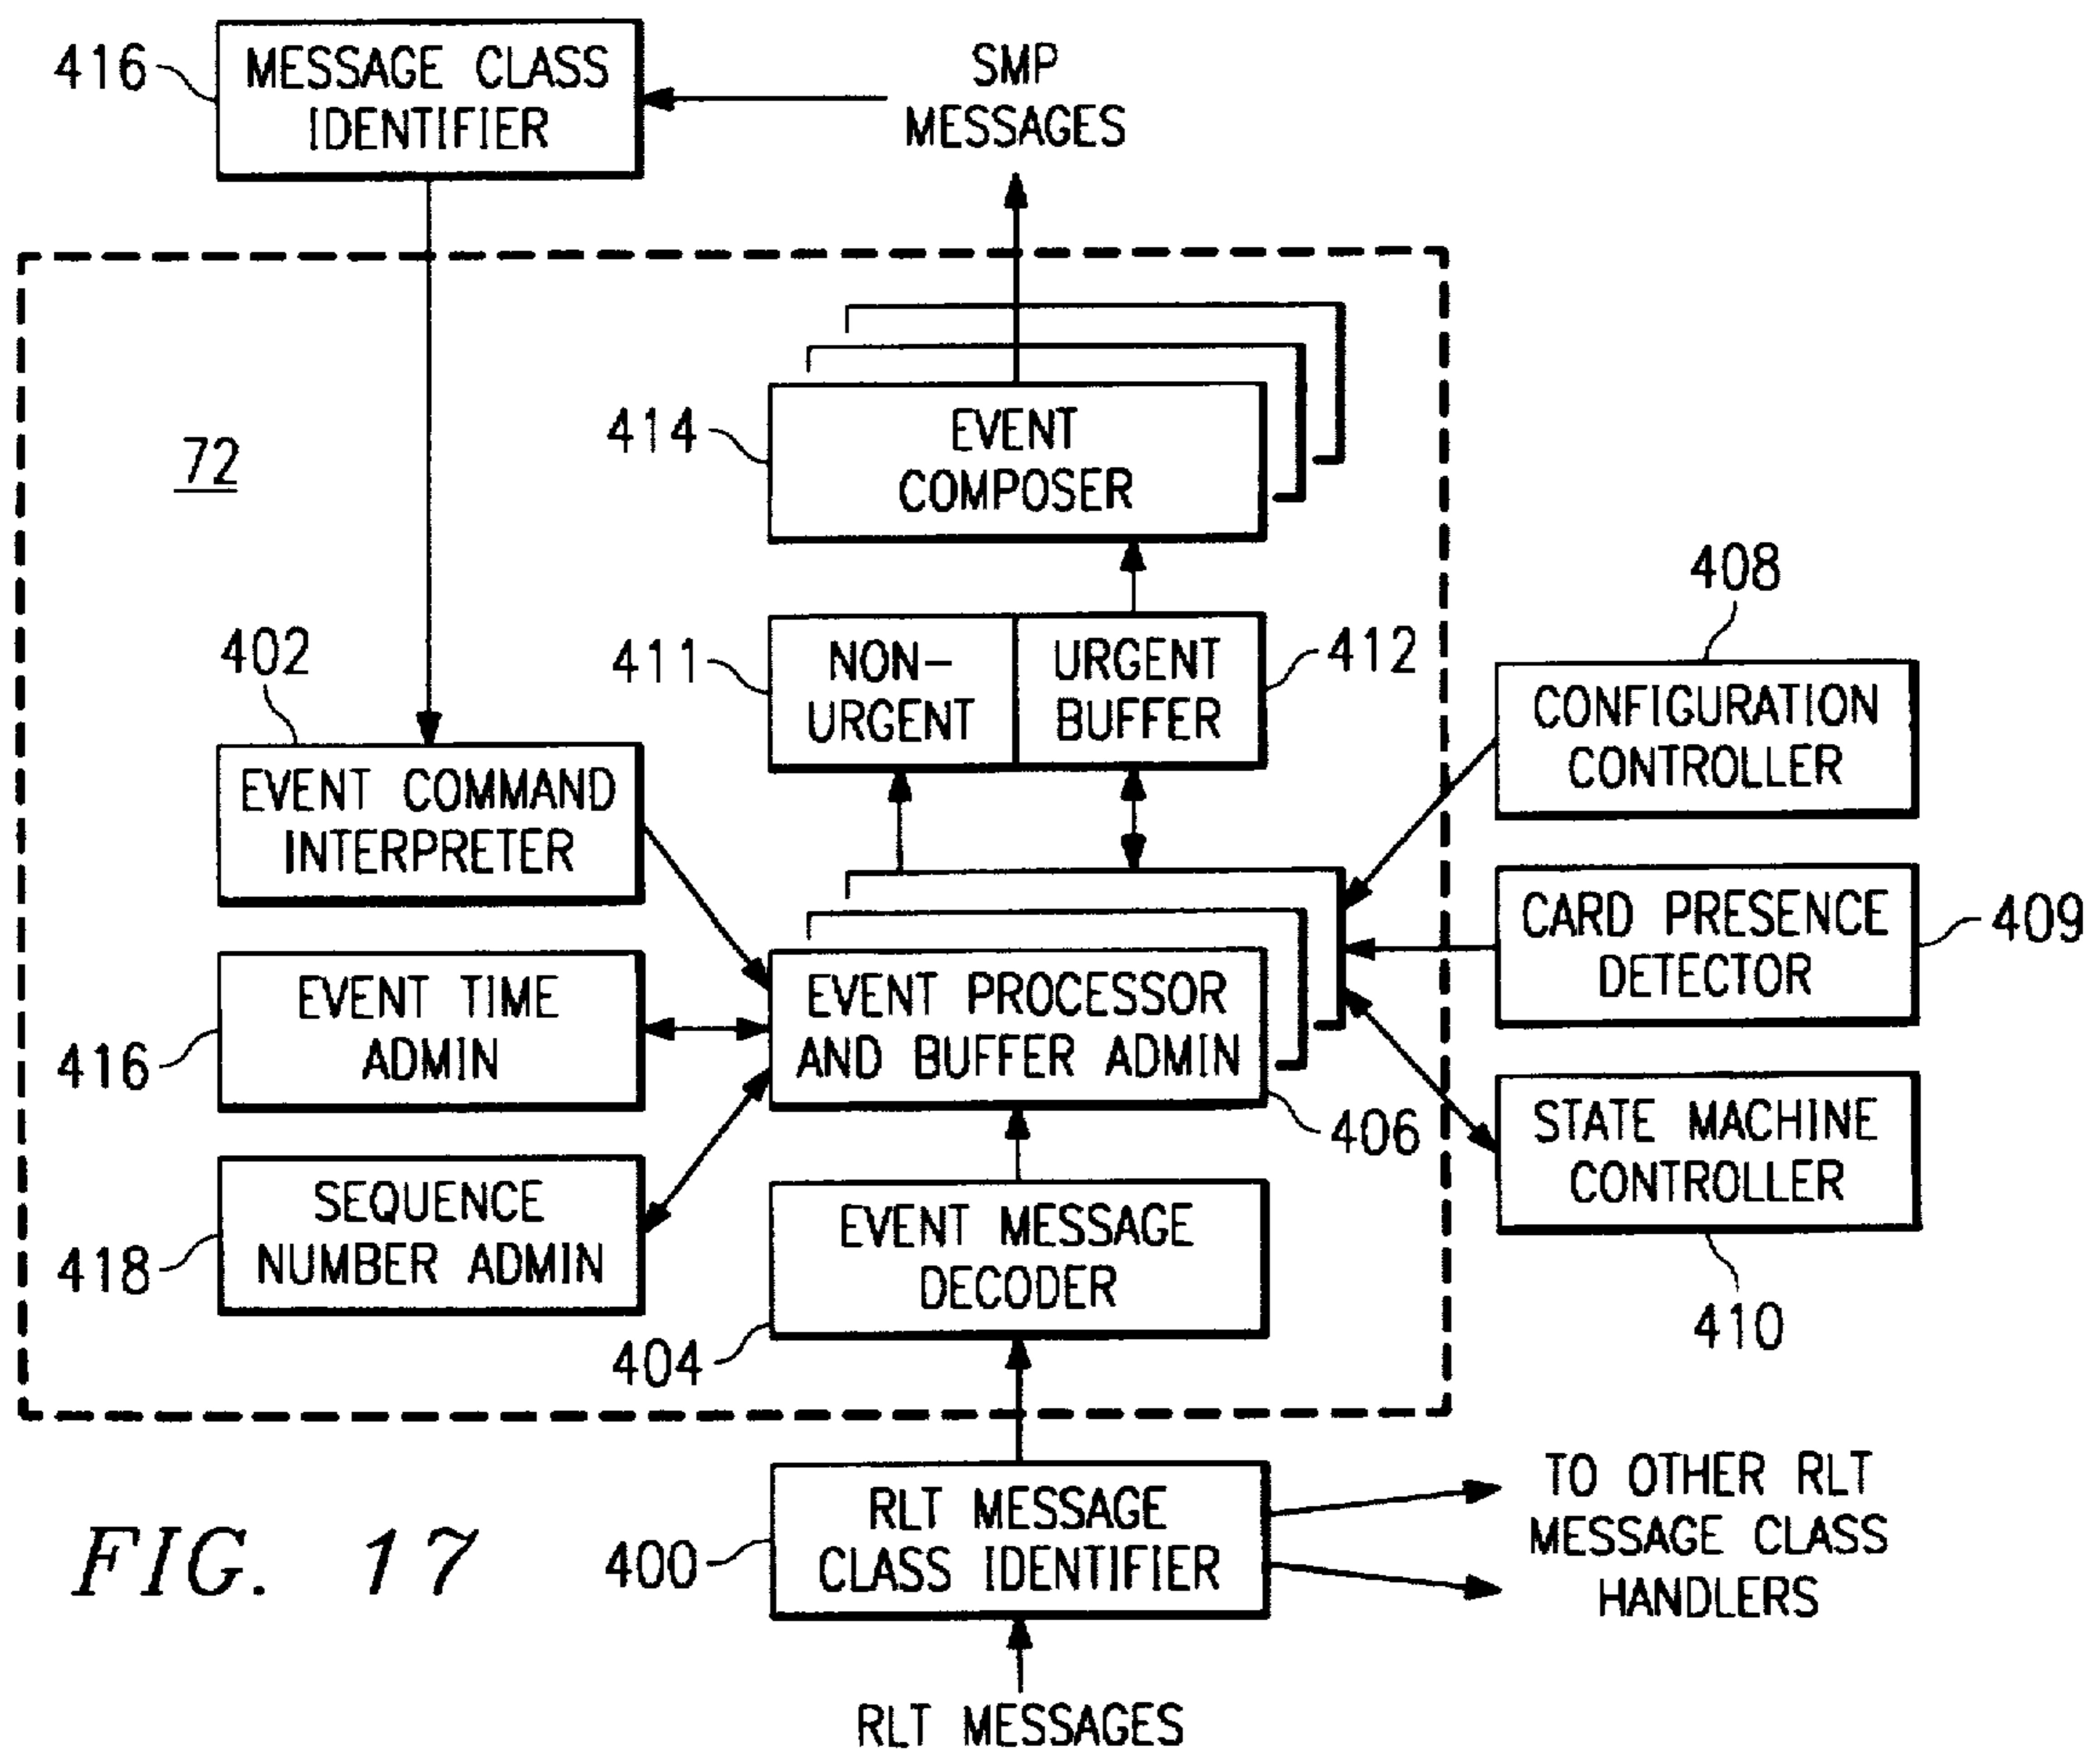 416
MESSAGE CLASS
IDENTIFIER
SMP
MESSAGES
72
414
EVENT
COMPOSER
408
402
411
NON-
URGENT
URGENT
BUFFER
412
CONFIGURATION
CONTROLLER
EVENT COMMAND
INTERPRETER
CARD PRESENCE
DETECTOR
409
EVENT TIME
ADMIN
416
EVENT PROCESSOR
AND BUFFER ADMIN
406
STATE MACHINE
CONTROLLER
410
SEQUENCE
NUMBER ADMIN
418
EVENT MESSAGE
DECODER
404
RLT MESSAGE
CLASS IDENTIFIER
400
TO OTHER RLT
MESSAGE CLASS
HANDLERS
FIG. 17
RLT MESSAGES